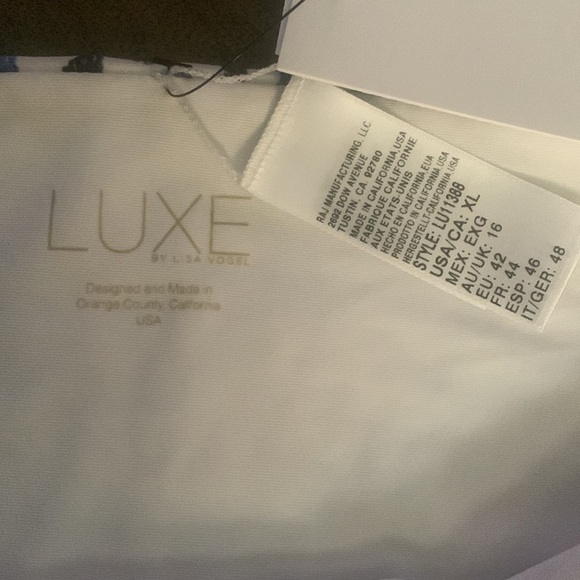 LUXE
BY LISA VOGEL
Designed and Made in
Orange County, California
USA
RAJ MANUFACTURING, LLC
2692 DOW AVENUE
TUSTIN, CA 92780
MADE IN CALIFORNIA,USA
FABRIQUE CALIFORNIE
AUX ETATS-UNIS
HECHO EN CALIFORNIA,EUA
PRODOTTO IN CALIFORNIA, USA
HERGESTELLT-CALIFORNIA, USA
STYLE: LU11388
USA/CA: XL
MEX: EXG
AU/UK: 16
EU: 42
FR: 44
ESP: 46
IT/GER: 48